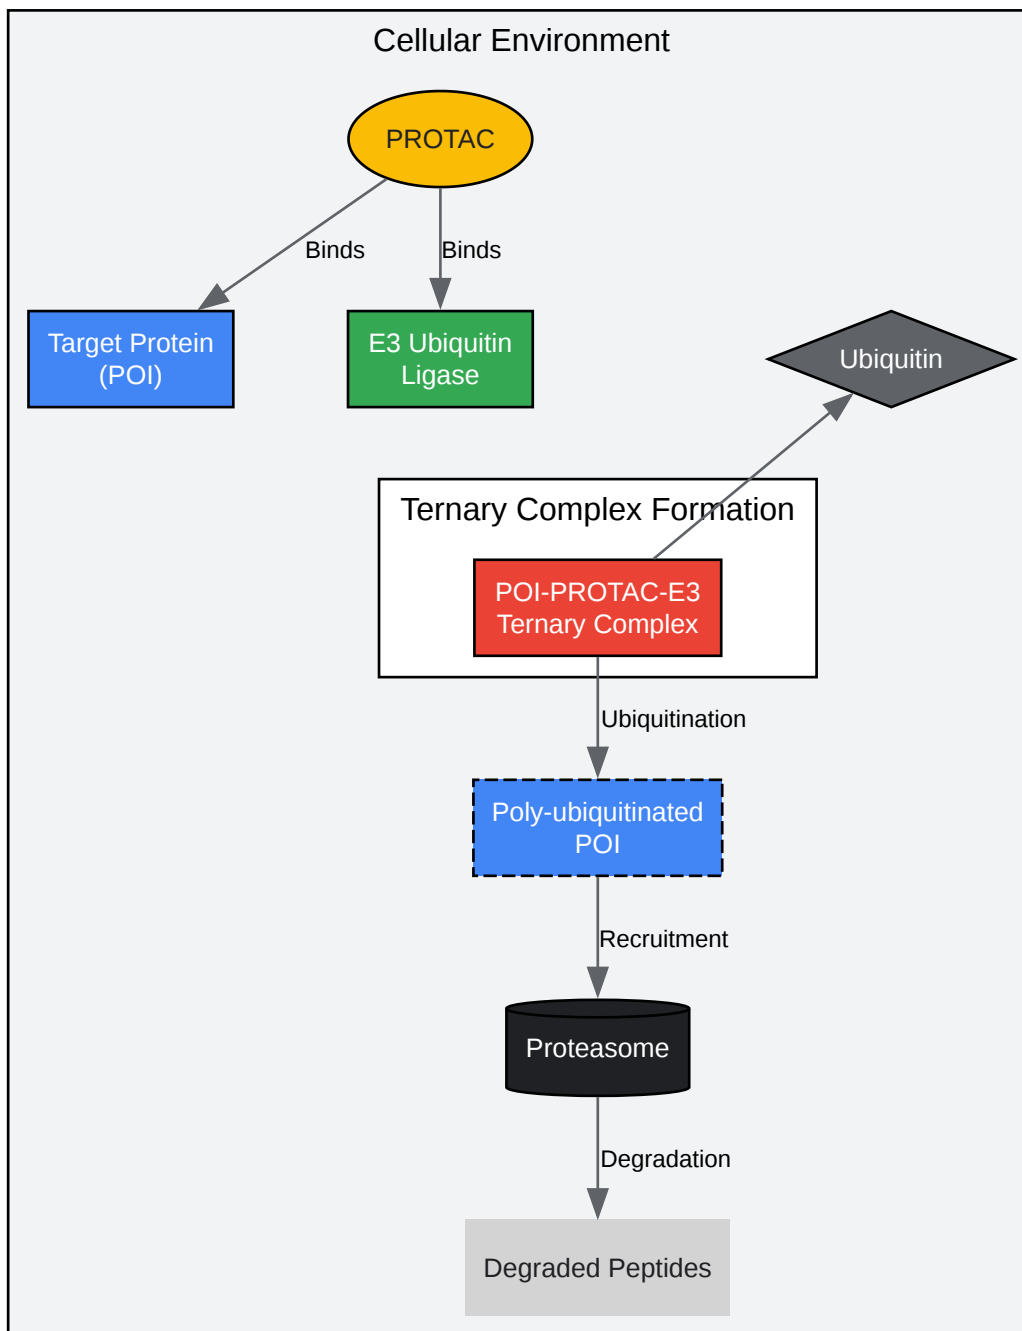 Cellular Environment
PROTAC
Binds
Binds
Target Protein
(POI)
E3 Ubiquitin
Ligase
Ubiquitin
Ternary Complex Formation
POI-PROTAC-E3
Ternary Complex
Ubiquitination
Poly-ubiquitinated
POI
Recruitment
Proteasome
Degradation
Degraded Peptides